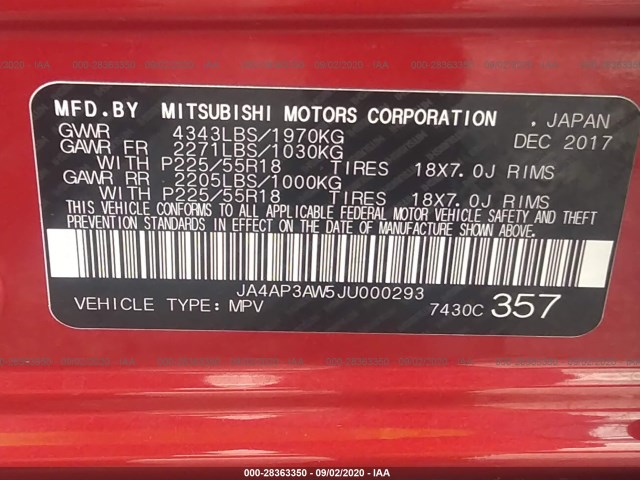 MFD.BY MITSUBISHI MOTORS CORPORATION . JAPAN
GVWR 4343LBS/1970KG DEC 2017
GAWR FR 2271LBS/1030KG
WITH P225/55R18 TIRES 18X7.0J RIMS
GAWR RR 2205LBS/1000KG
WITH P225/55R18 TIRES 18X7.0J RIMS
THIS VEHICLE CONFORMS TO ALL APPLICABLE FEDERAL MOTOR VEHICLE SAFETY AND THEFT
PREVENTION STANDARDS IN EFFECT ON THE DATE OF MANUFACTURE SHOWN ABOVE.
JA4AP3AW5JU000293
VEHICLE TYPE: MPV 7430C 357
000-28363350 - 09/02/2020 - IAA